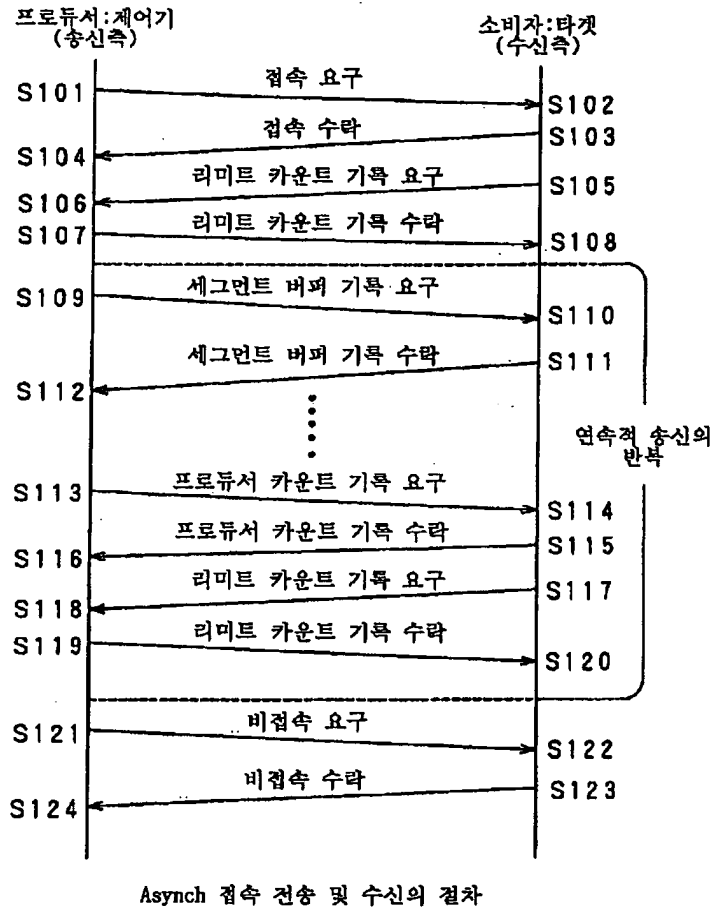 프로듀서:제어기
(송신측)
소비자:타겟
(수신측)
S101
접속 요구
S102
접속 수락
S103
S104
리미트 카운트 기록 요구
S105
S106
리미트 카운트 기록 수락
S107
S108
세그먼트 버퍼 기록 요구
S109
S110
세그먼트 버퍼 기록 수락
S111
S112
연속적 송신의
반복
프로듀서 카운트 기록 요구
S113
S114
프로듀서 카운트 기록 수락
S115
S116
리미트 카운트 기록 요구
S117
S118
리미트 카운트 기록 수락
S119
S120
비접속 요구
S121
S122
비접속 수락
S123
S124
Asynch 접속 전송 및 수신의 절차